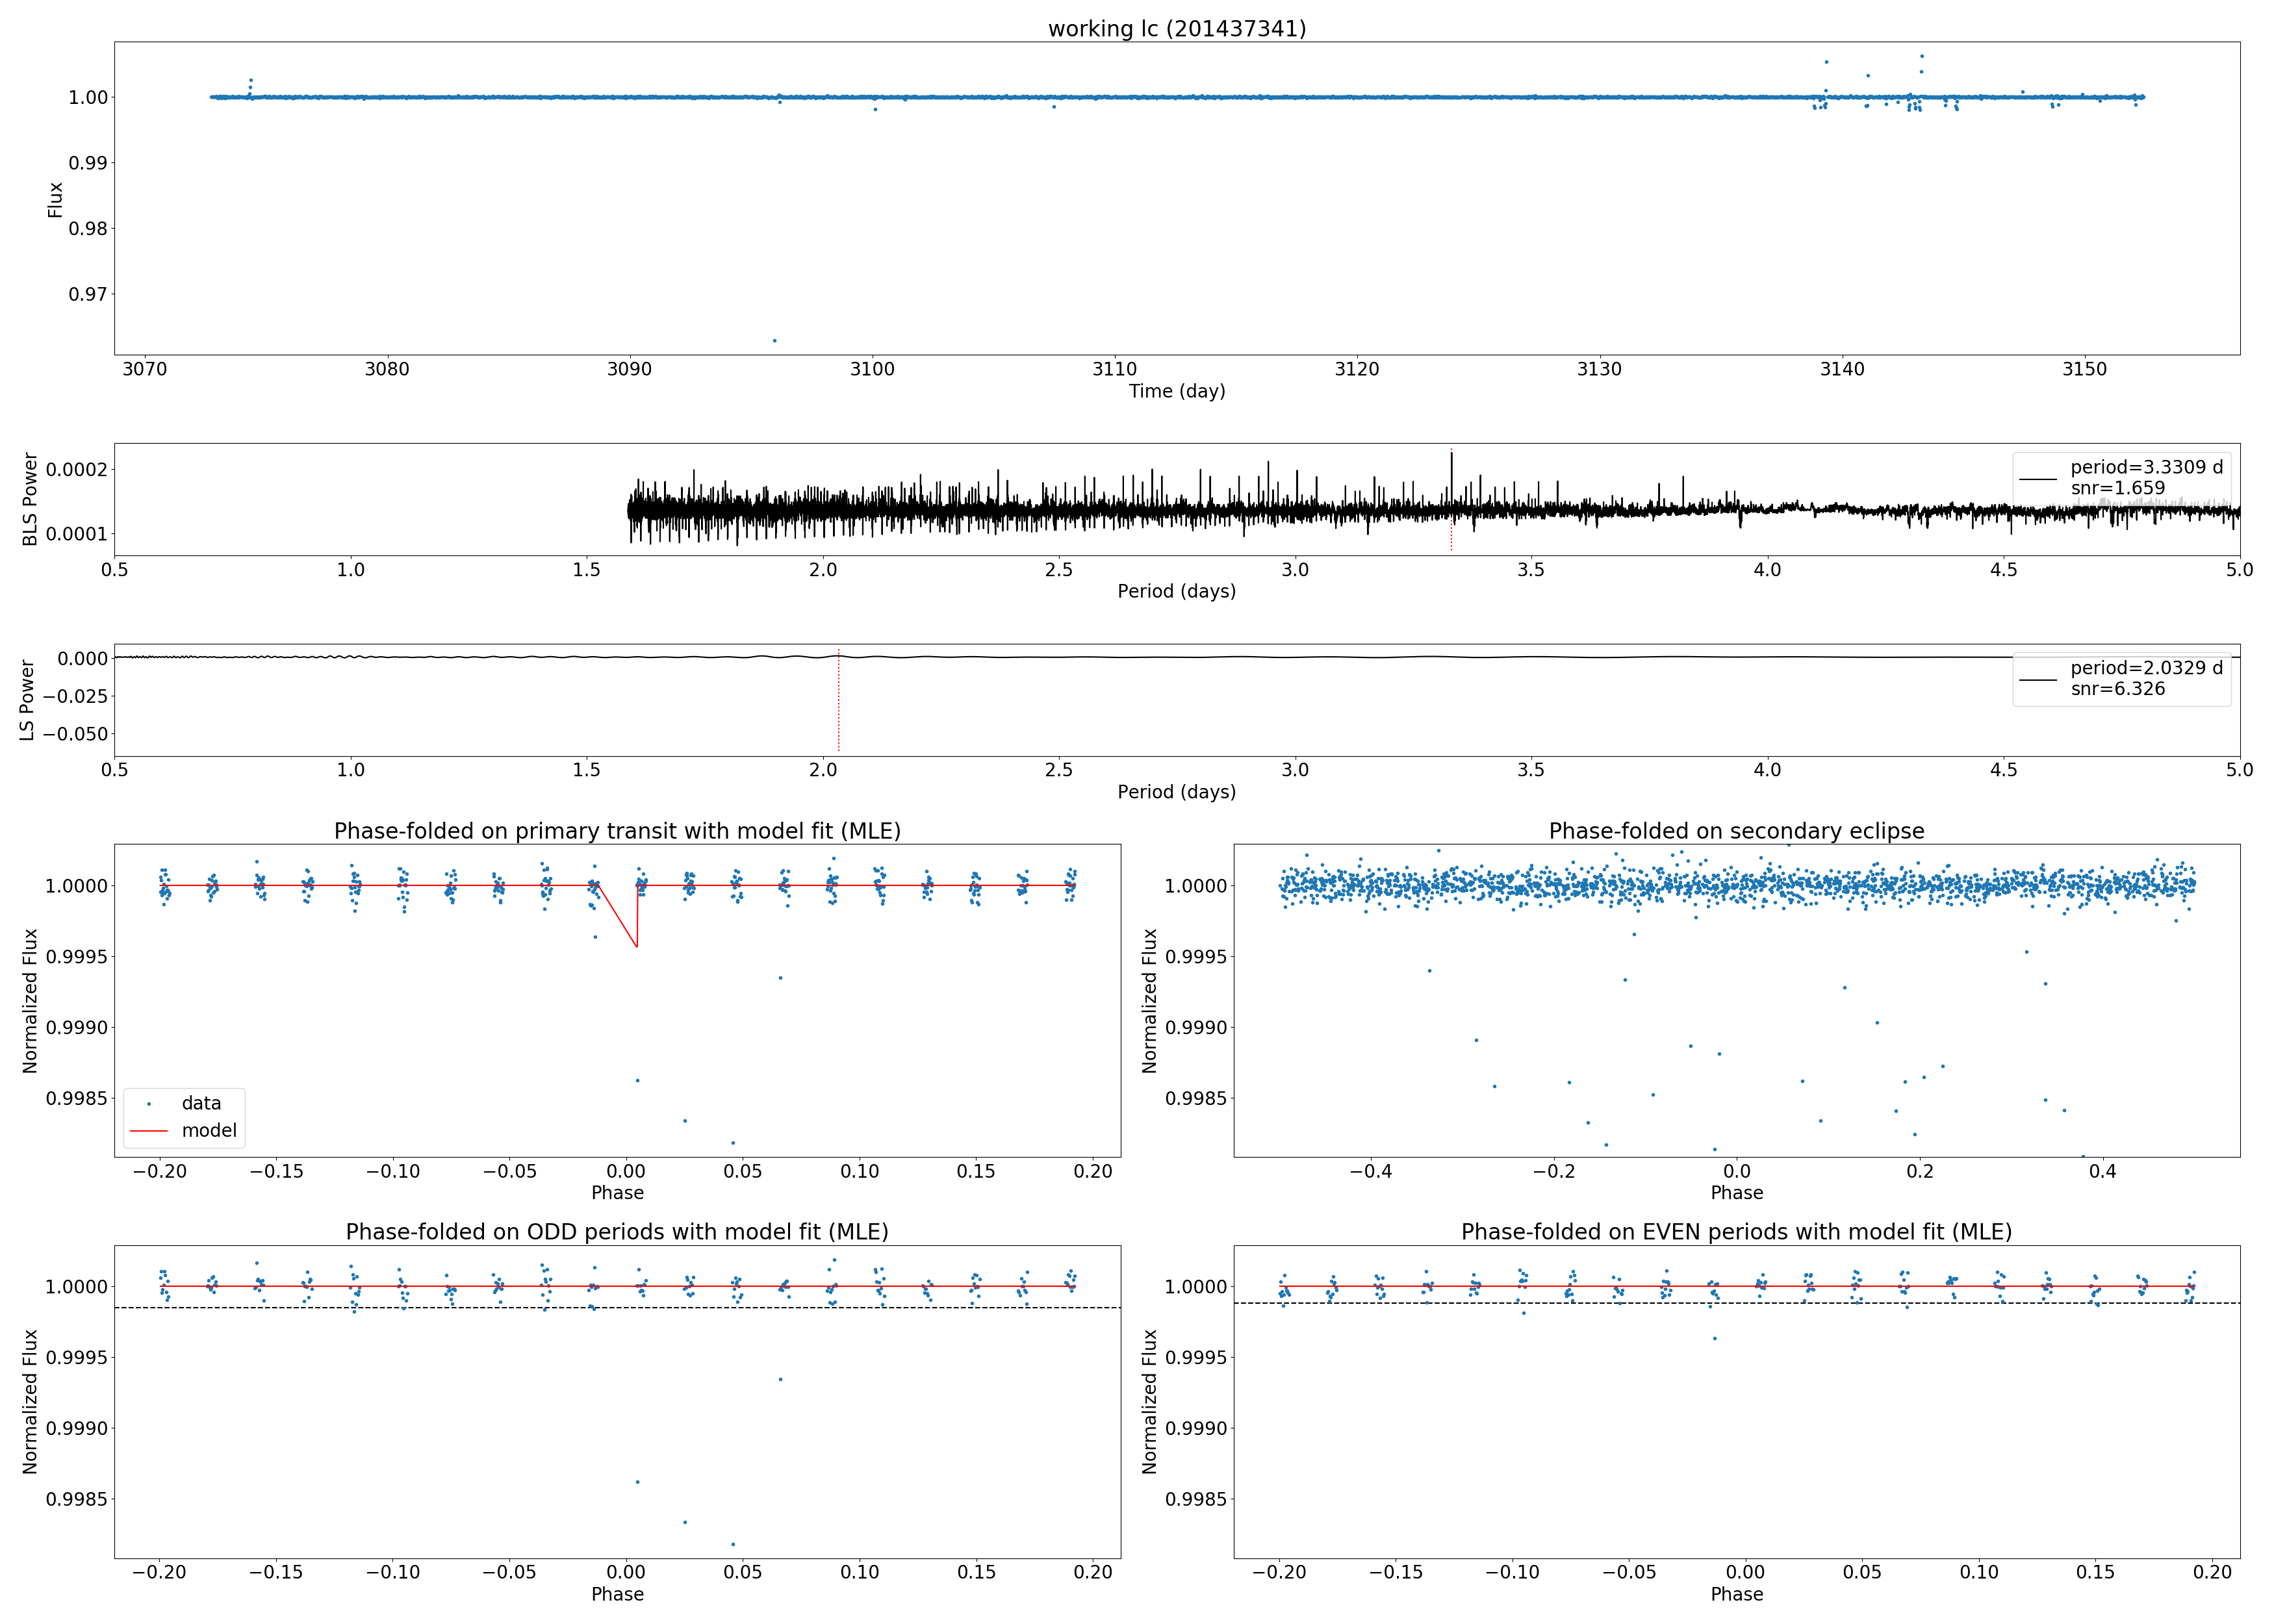 working lc (201437341)
1.00
0.99
0.98
0.97
Flux
3070 3080 3090 3100 3110 3120 3130 3140 3150
Time (day)
0.0002
0.0001
BLS Power
period=3.3309 d
snr=1.659
0.5 1.0 1.5 2.0 2.5 3.0 3.5 4.0 4.5 5.0
Period (days)
0.000
−0.025
−0.050
LS Power
period=2.0329 d
snr=6.326
0.5 1.0 1.5 2.0 2.5 3.0 3.5 4.0 4.5 5.0
Period (days)
Phase-folded on primary transit with model fit (MLE)
1.0000
0.9995
0.9990
0.9985
Normalized Flux
data
model
−0.20 −0.15 −0.10 −0.05 0.00 0.05 0.10 0.15 0.20
Phase
Phase-folded on secondary eclipse
1.0000
0.9995
0.9990
0.9985
Normalized Flux
−0.4 −0.2 0.0 0.2 0.4
Phase
Phase-folded on ODD periods with model fit (MLE)
1.0000
0.9995
0.9990
0.9985
Normalized Flux
−0.20 −0.15 −0.10 −0.05 0.00 0.05 0.10 0.15 0.20
Phase
Phase-folded on EVEN periods with model fit (MLE)
1.0000
0.9995
0.9990
0.9985
Normalized Flux
−0.20 −0.15 −0.10 −0.05 0.00 0.05 0.10 0.15 0.20
Phase